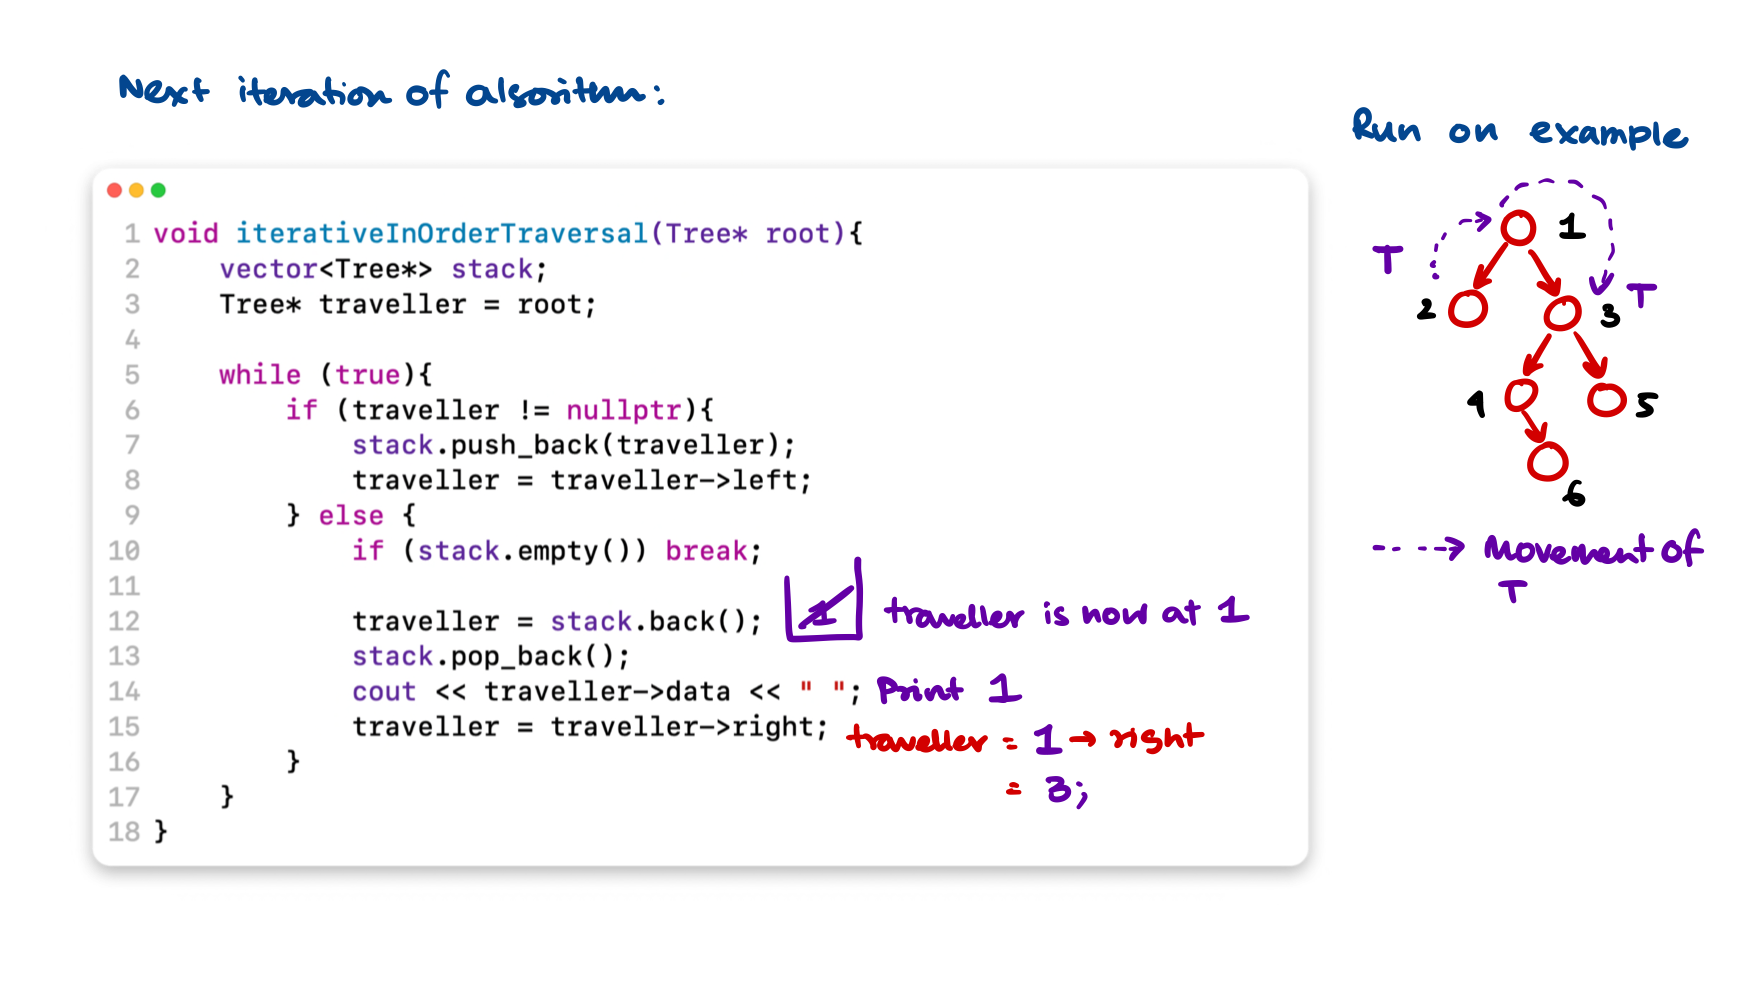 Next iteration of algorithm:
Run on example
1 void iterativeInOrderTraversal(Tree* root){
2 vector<Tree*> stack;
3 Tree* traveller = root;
4
5 while (true){
6 if (traveller != nullptr){
7 stack.push_back(traveller);
8 traveller = traveller->left;
9 } else {
10 if (stack.empty()) break;
11
12 traveller = stack.back(); 1 traveller is now at 1
13 stack.pop_back();
14 cout << traveller->data << " "; Print 1
15 traveller = traveller->right; traveller = 1 → right
16 }
= 3;
17 }
18 }
1
T
T
2
3
4
5
6
---→ Movement of
T